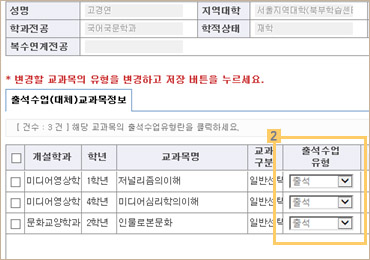 성명 고경연 지역대학 서울지역대학(북부학습센터
학과전공 국어국문학과 학적상태 재학
복수연계전공
* 변경할 교과목의 유형을 변경하고 저장 버튼을 누르세요.
출석수업(대체)교과목정보
[ 건수 : 3 건 ] 해당 교과목의 출석수업유형란을 클릭하세요.
2
개설학과 학년 교과목명 교과구분 출석수업 유형
미디어영상학 1학년 저널리즘의이해 일반선택 출석
미디어영상학 4학년 미디어심리학의이해 일반선택 출석
문화교양학과 2학년 인물로본문화 일반선택 출석